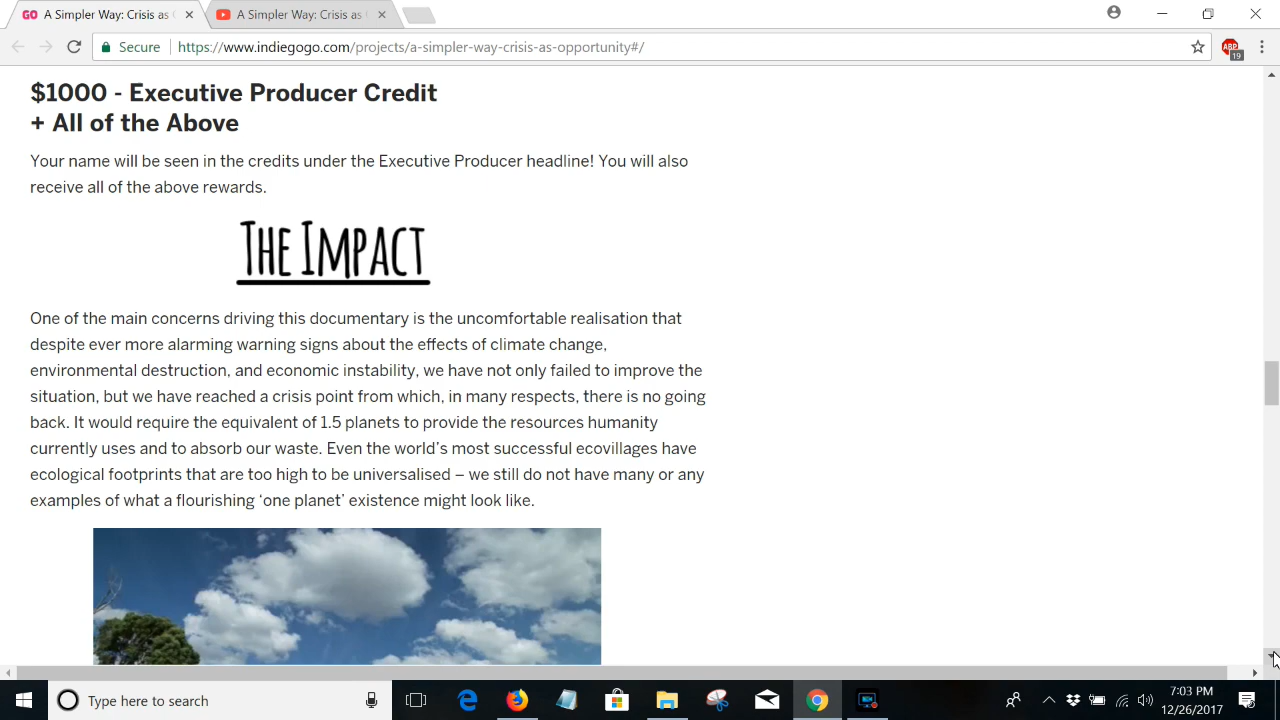 GO A Simpler Way: Crisis as
A Simpler Way: Crisis as
Secure
https://www.indiegogo.com/projects/a-simpler-way-crisis-as-opportunity#/
ABP
19
$1000 - Executive Producer Credit
+ All of the Above
Your name will be seen in the credits under the Executive Producer headline! You will also
receive all of the above rewards.
THE IMPACT
One of the main concerns driving this documentary is the uncomfortable realisation that
despite ever more alarming warning signs about the effects of climate change,
environmental destruction, and economic instability, we have not only failed to improve the
situation, but we have reached a crisis point from which, in many respects, there is no going
back. It would require the equivalent of 1.5 planets to provide the resources humanity
currently uses and to absorb our waste. Even the world’s most successful ecovillages have
ecological footprints that are too high to be universalised – we still do not have many or any
examples of what a flourishing ‘one planet’ existence might look like.
Type here to search
7:03 PM
12/26/2017